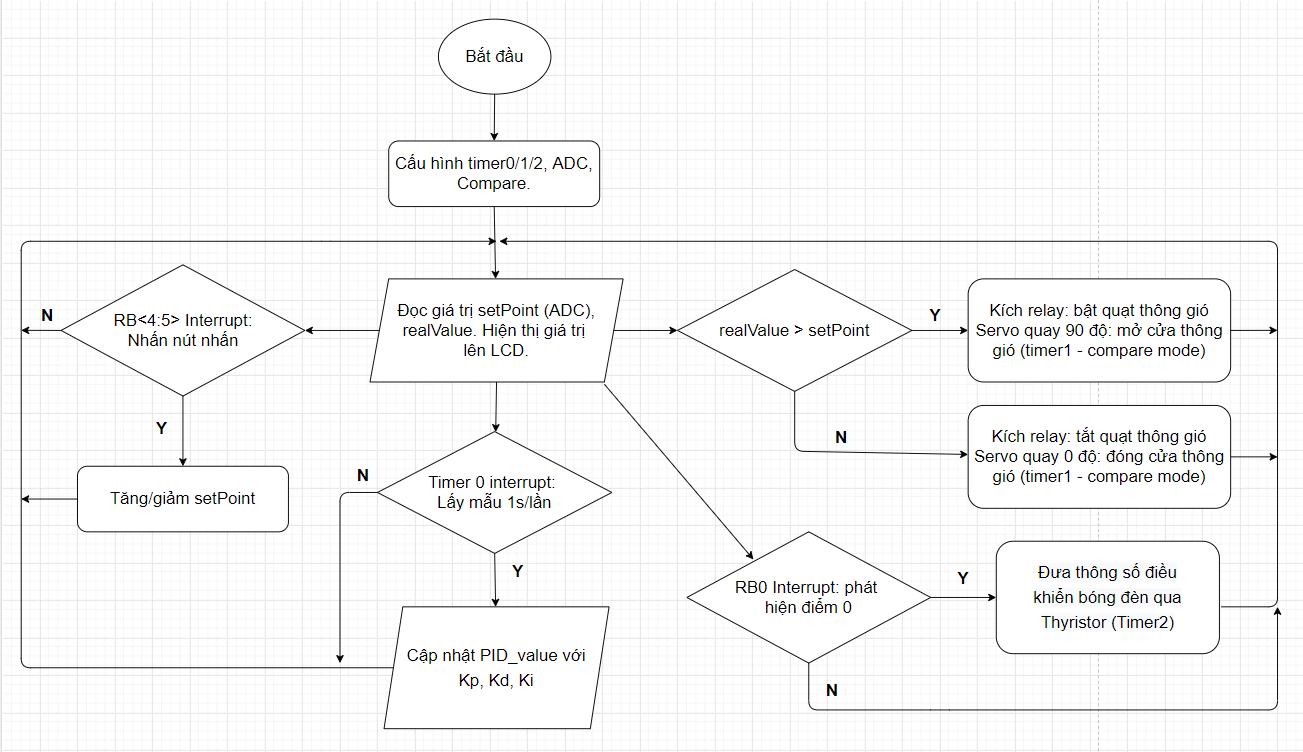 Bắt đầu
Cấu hình timer0/1/2, ADC,
Compare.
N
RB<4:5> Interrupt:
Nhấn nút nhấn
Y
Tăng/giảm setPoint
Đọc giá trị setPoint (ADC),
realValue. Hiện thị giá trị
lên LCD.
realValue > setPoint
Y
Kích relay: bật quạt thông gió
Servo quay 90 độ: mở cửa thông
gió (timer1 - compare mode)
N
Kích relay: tắt quạt thông gió
Servo quay 0 độ: đóng cửa thông
gió (timer1 - compare mode)
N
Timer 0 interrupt:
Lấy mẫu 1s/lần
Y
Cập nhật PID_value với
Kp, Kd, Ki
RB0 Interrupt: phát
hiện điểm 0
Y
Đưa thông số điều
khiển bóng đèn qua
Thyristor (Timer2)
N